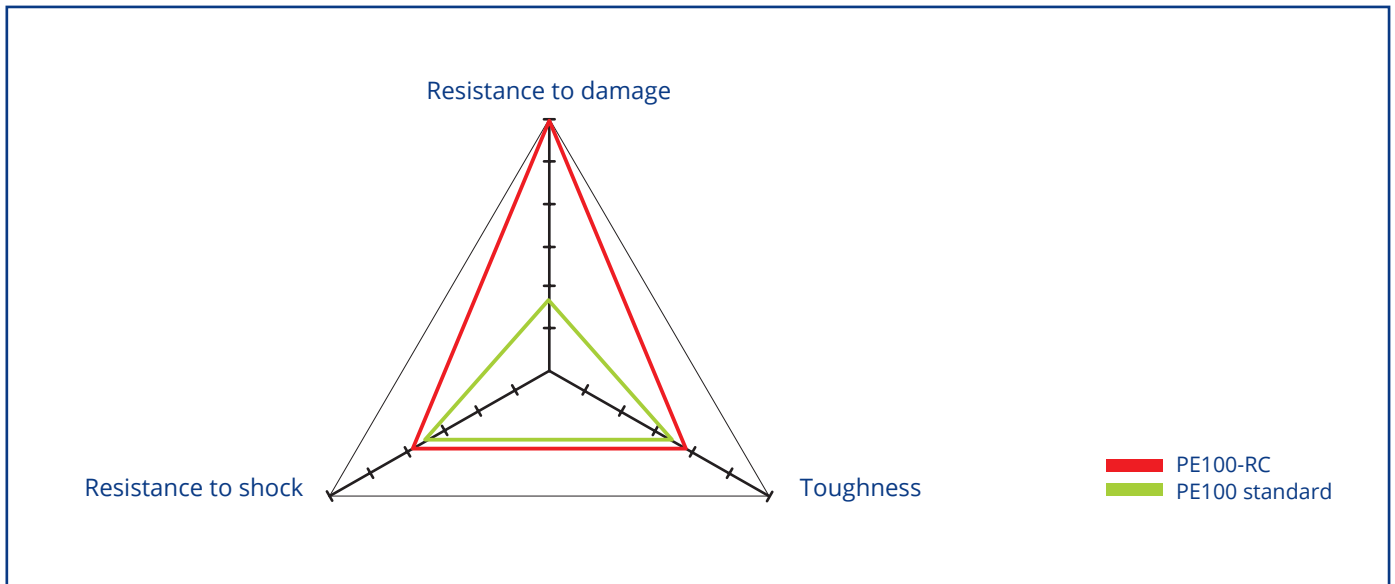 Resistance to damage
Resistance to shock
Toughness
PE100-RC
PE100 standard